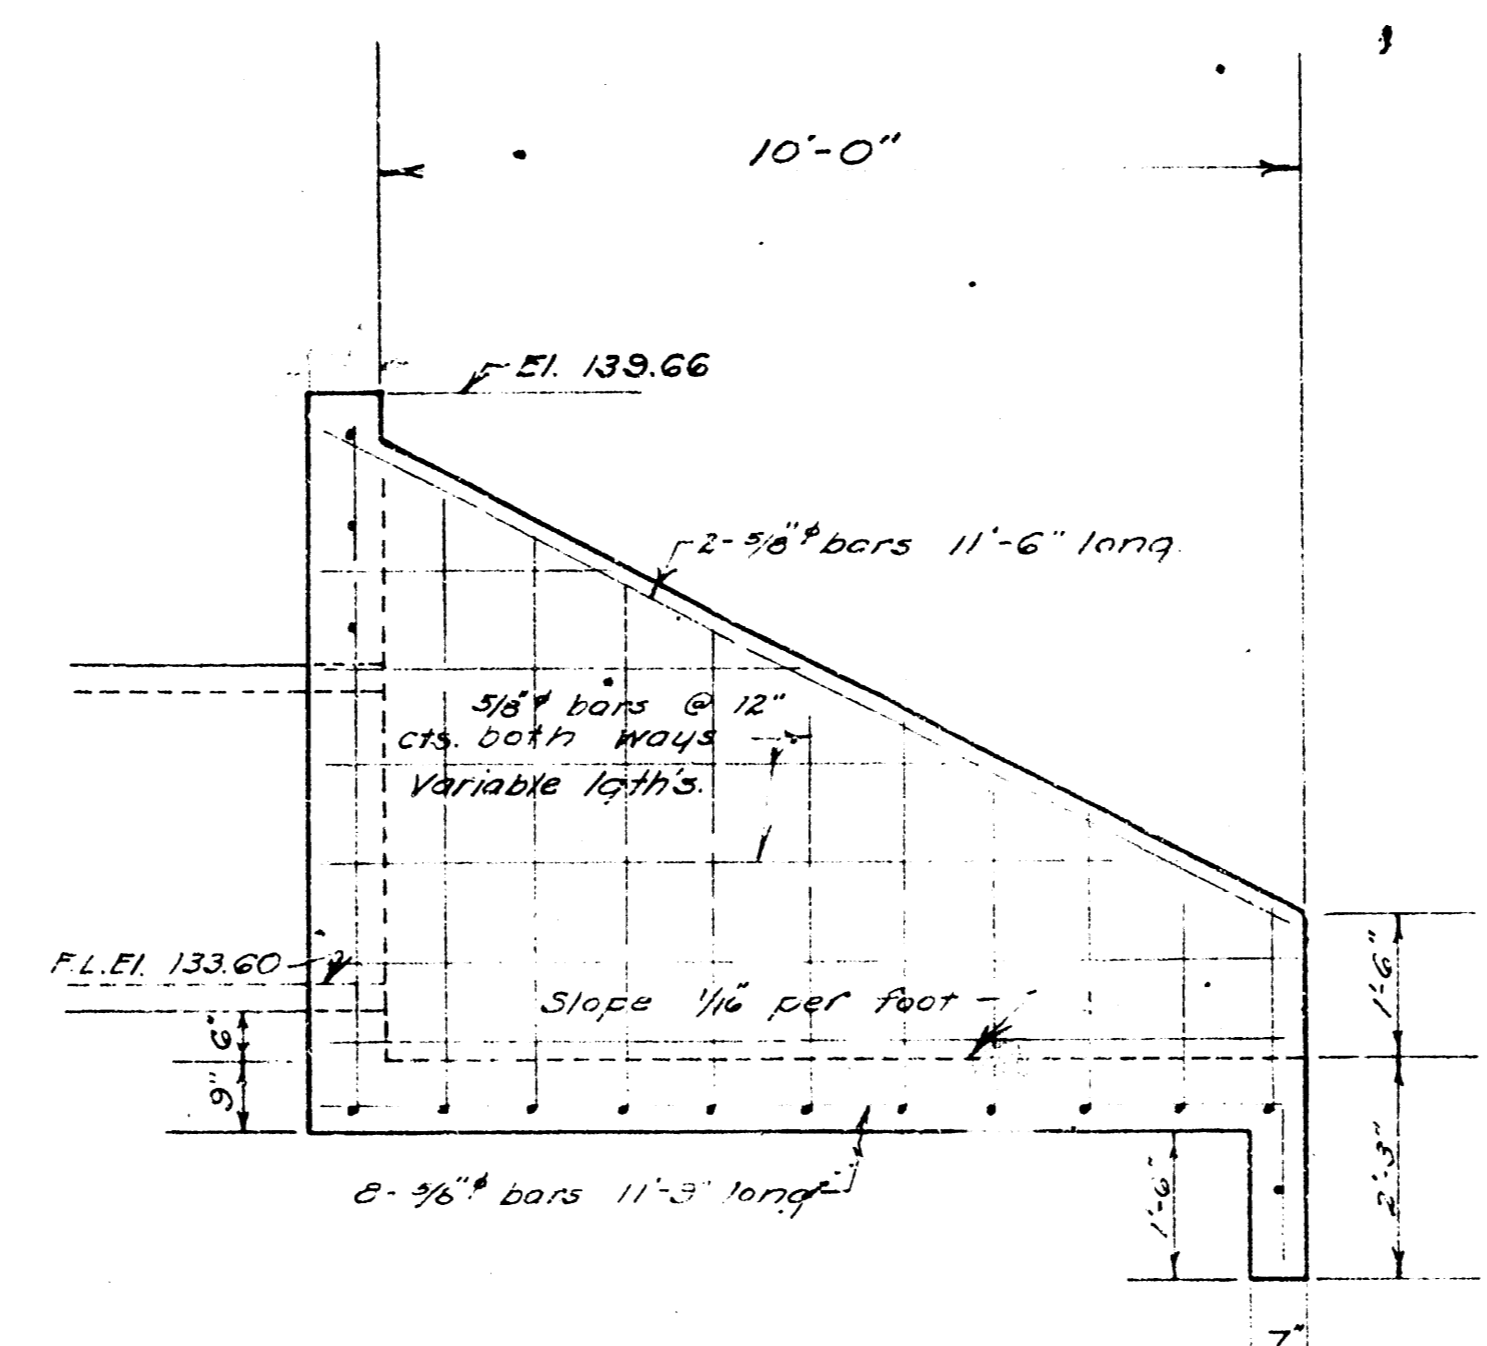 10'-0"
El. 139.66
2-5/8"⌀ bars 11'-6" long.
5/8"⌀ bars @ 12"
cts. both ways
Variable lgth's.
F.L.El. 133.60
Slope 1/16" per foot
6"
9"
1'-6"
2'-3"
8-5/8"⌀ bars 11'-9" long
1'-6"
7"